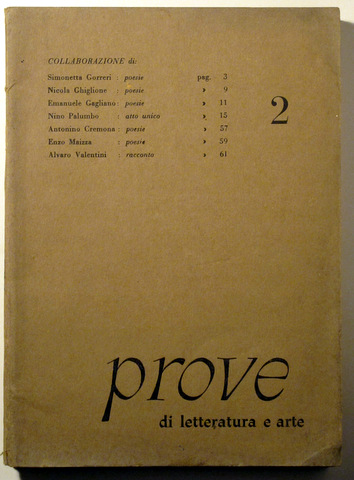 COLLABORAZIONE di:
Simonetta Gorreri : poesie pag. 3
Nicola Ghiglione : poesie » 9
Emanuele Gagliano : poesie » 11
Nino Palumbo : atto unico » 15
Antonino Cremona : poesie » 57
Enzo Maizza : poesie » 59
Alvaro Valentini : racconto » 61
2
prove
di letteratura e arte